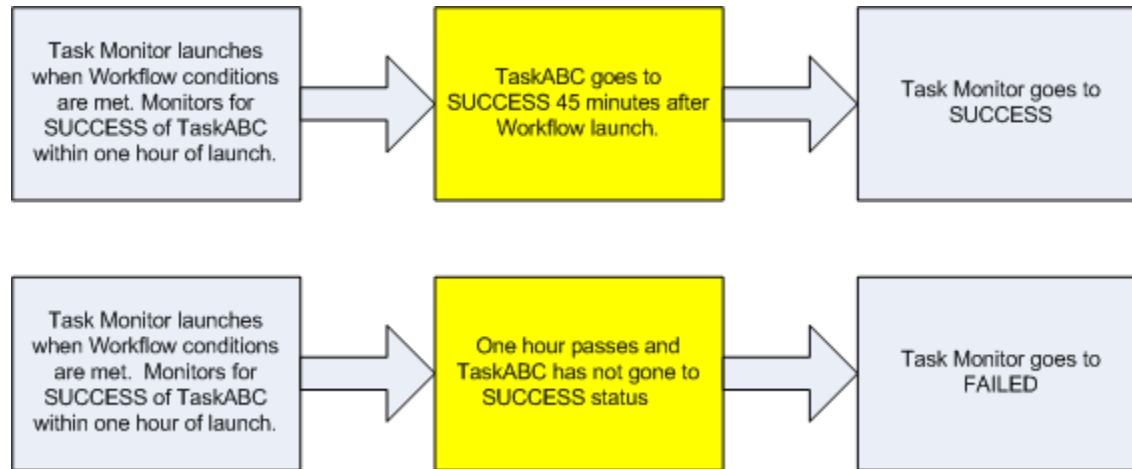 Task Monitor launches
when Workflow conditions
are met. Monitors for
SUCCESS of TaskABC
within one hour of launch.
TaskABC goes to
SUCCESS 45 minutes after
Workflow launch.
Task Monitor goes to
SUCCESS
Task Monitor launches
when Workflow conditions
are met.  Monitors for
SUCCESS of TaskABC
within one hour of launch.
One hour passes and
TaskABC has not gone to
SUCCESS status
Task Monitor goes to
FAILED